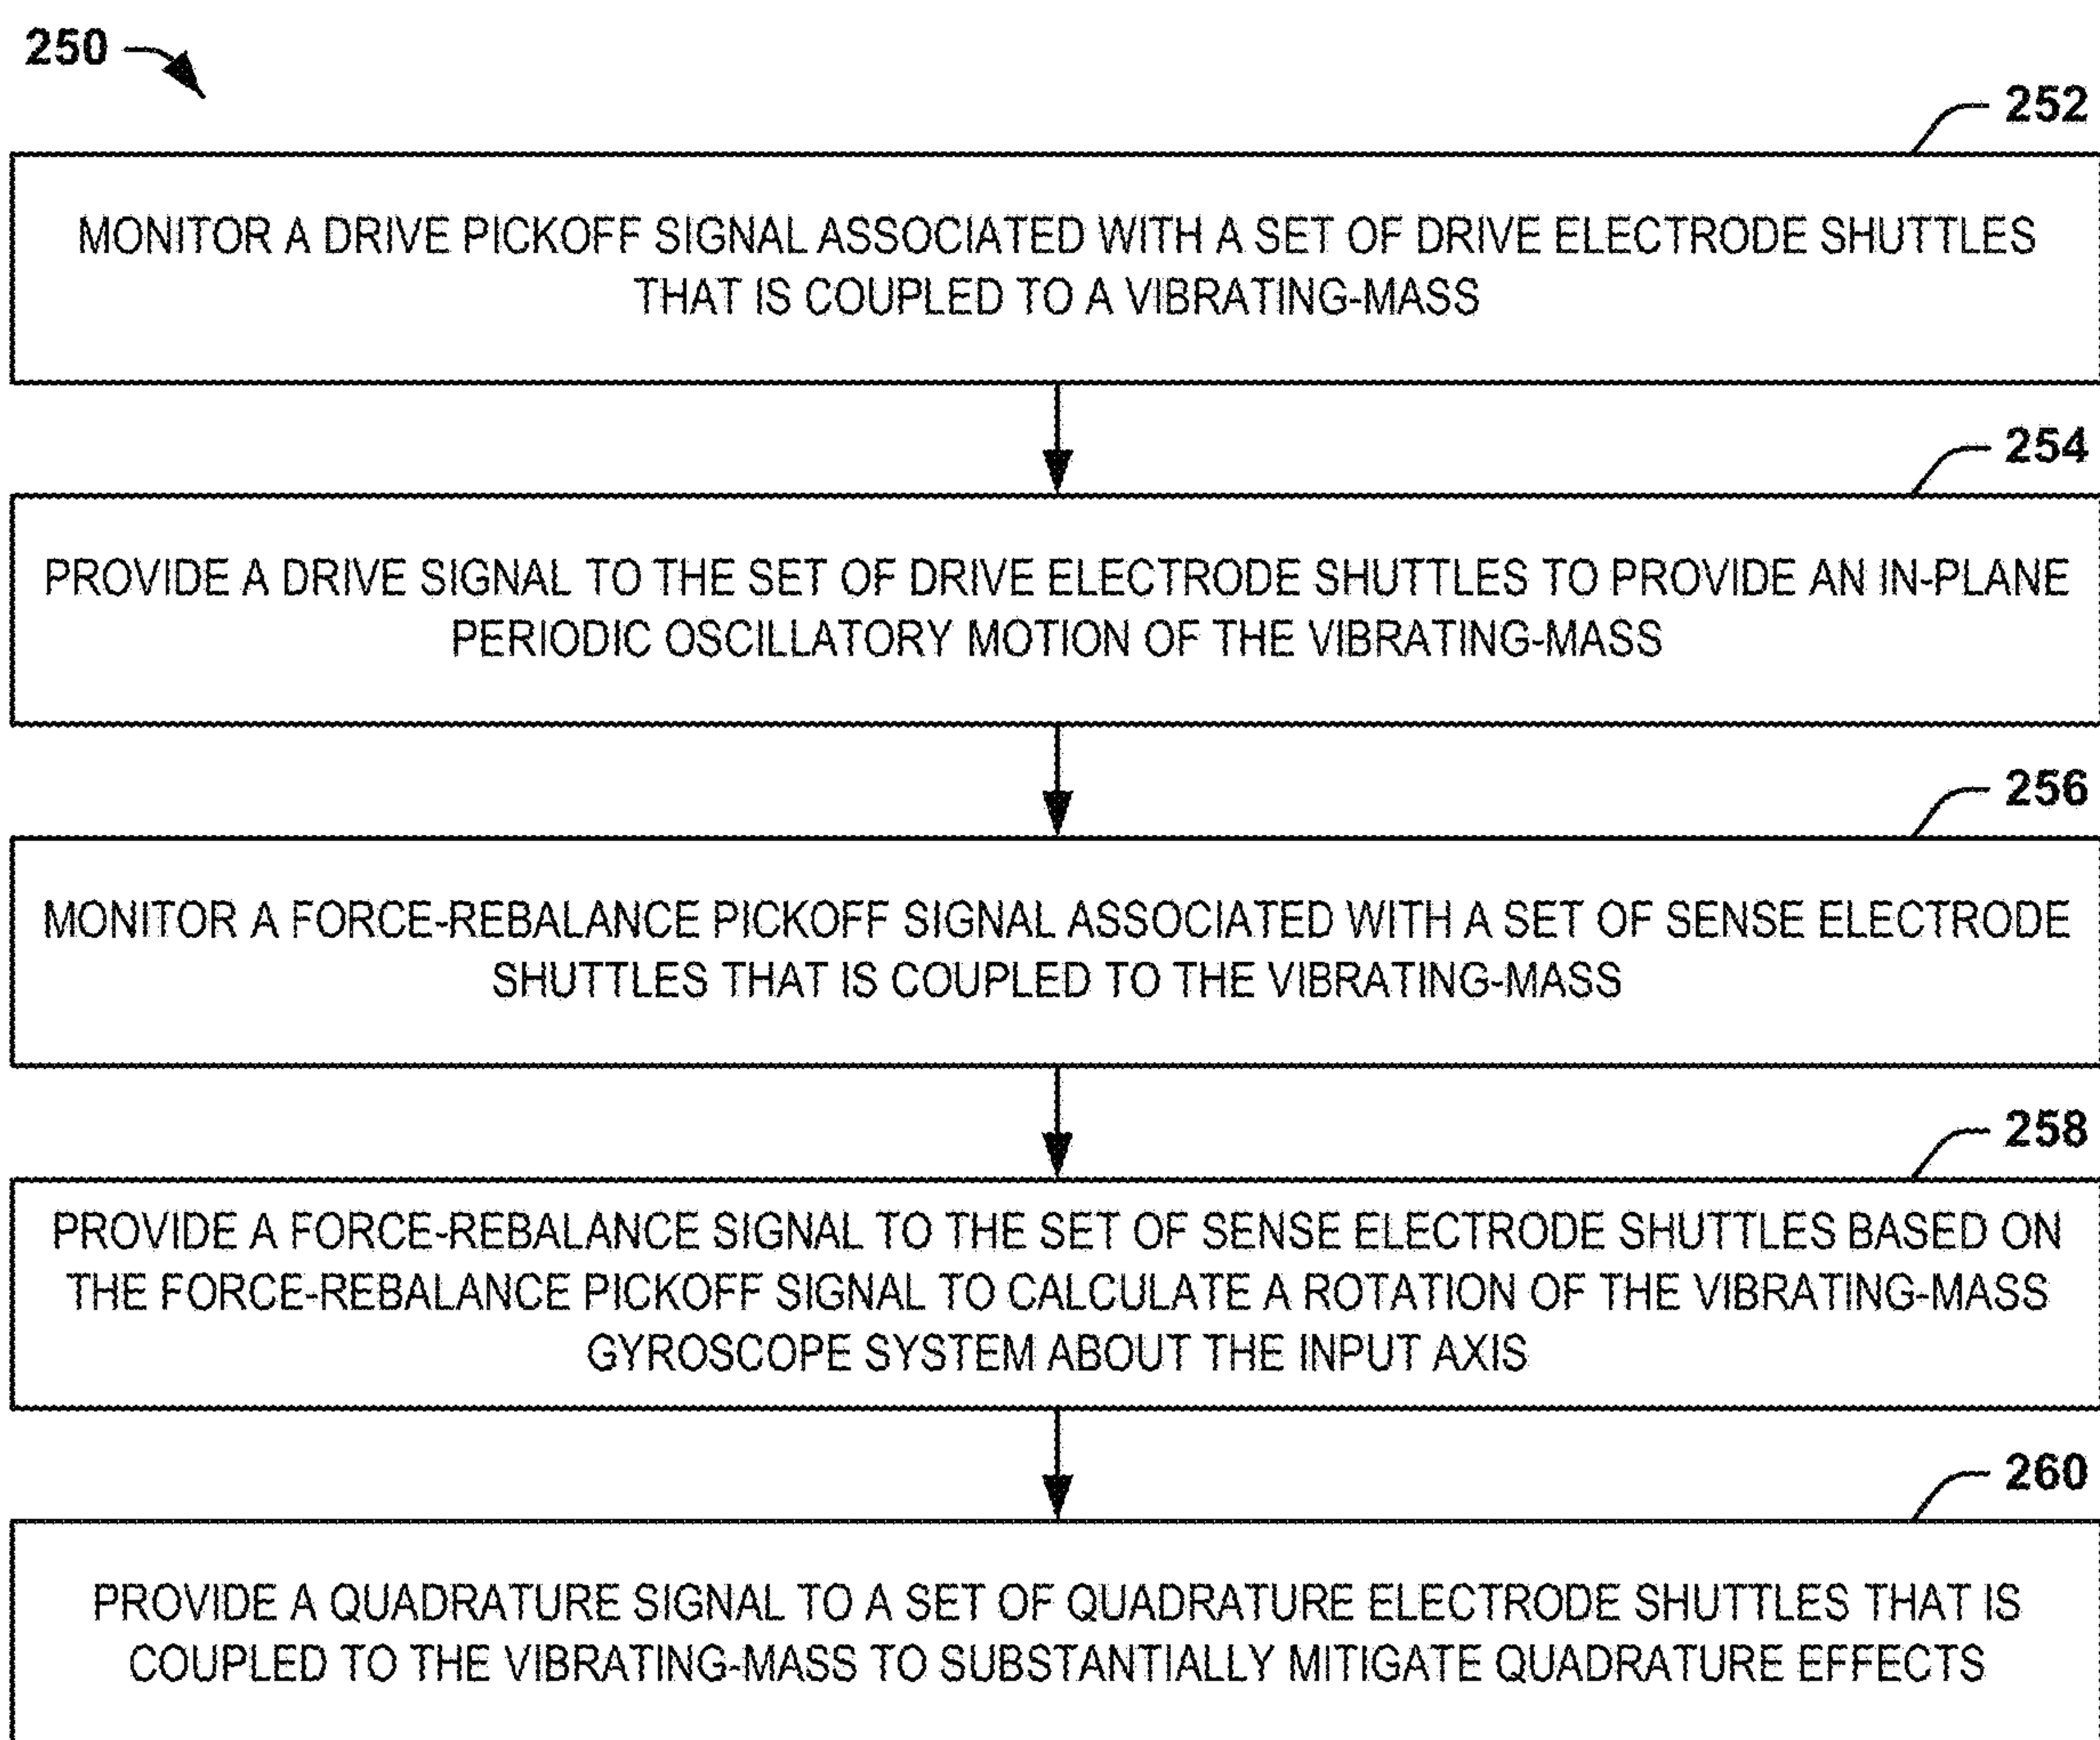 250
252
MONITOR A DRIVE PICKOFF SIGNAL ASSOCIATED WITH A SET OF DRIVE ELECTRODE SHUTTLES
THAT IS COUPLED TO A VIBRATING-MASS
254
PROVIDE A DRIVE SIGNAL TO THE SET OF DRIVE ELECTRODE SHUTTLES TO PROVIDE AN IN-PLANE
PERIODIC OSCILLATORY MOTION OF THE VIBRATING-MASS
256
MONITOR A FORCE-REBALANCE PICKOFF SIGNAL ASSOCIATED WITH A SET OF SENSE ELECTRODE
SHUTTLES THAT IS COUPLED TO THE VIBRATING-MASS
258
PROVIDE A FORCE-REBALANCE SIGNAL TO THE SET OF SENSE ELECTRODE SHUTTLES BASED ON
THE FORCE-REBALANCE PICKOFF SIGNAL TO CALCULATE A ROTATION OF THE VIBRATING-MASS
GYROSCOPE SYSTEM ABOUT THE INPUT AXIS
260
PROVIDE A QUADRATURE SIGNAL TO A SET OF QUADRATURE ELECTRODE SHUTTLES THAT IS
COUPLED TO THE VIBRATING-MASS TO SUBSTANTIALLY MITIGATE QUADRATURE EFFECTS